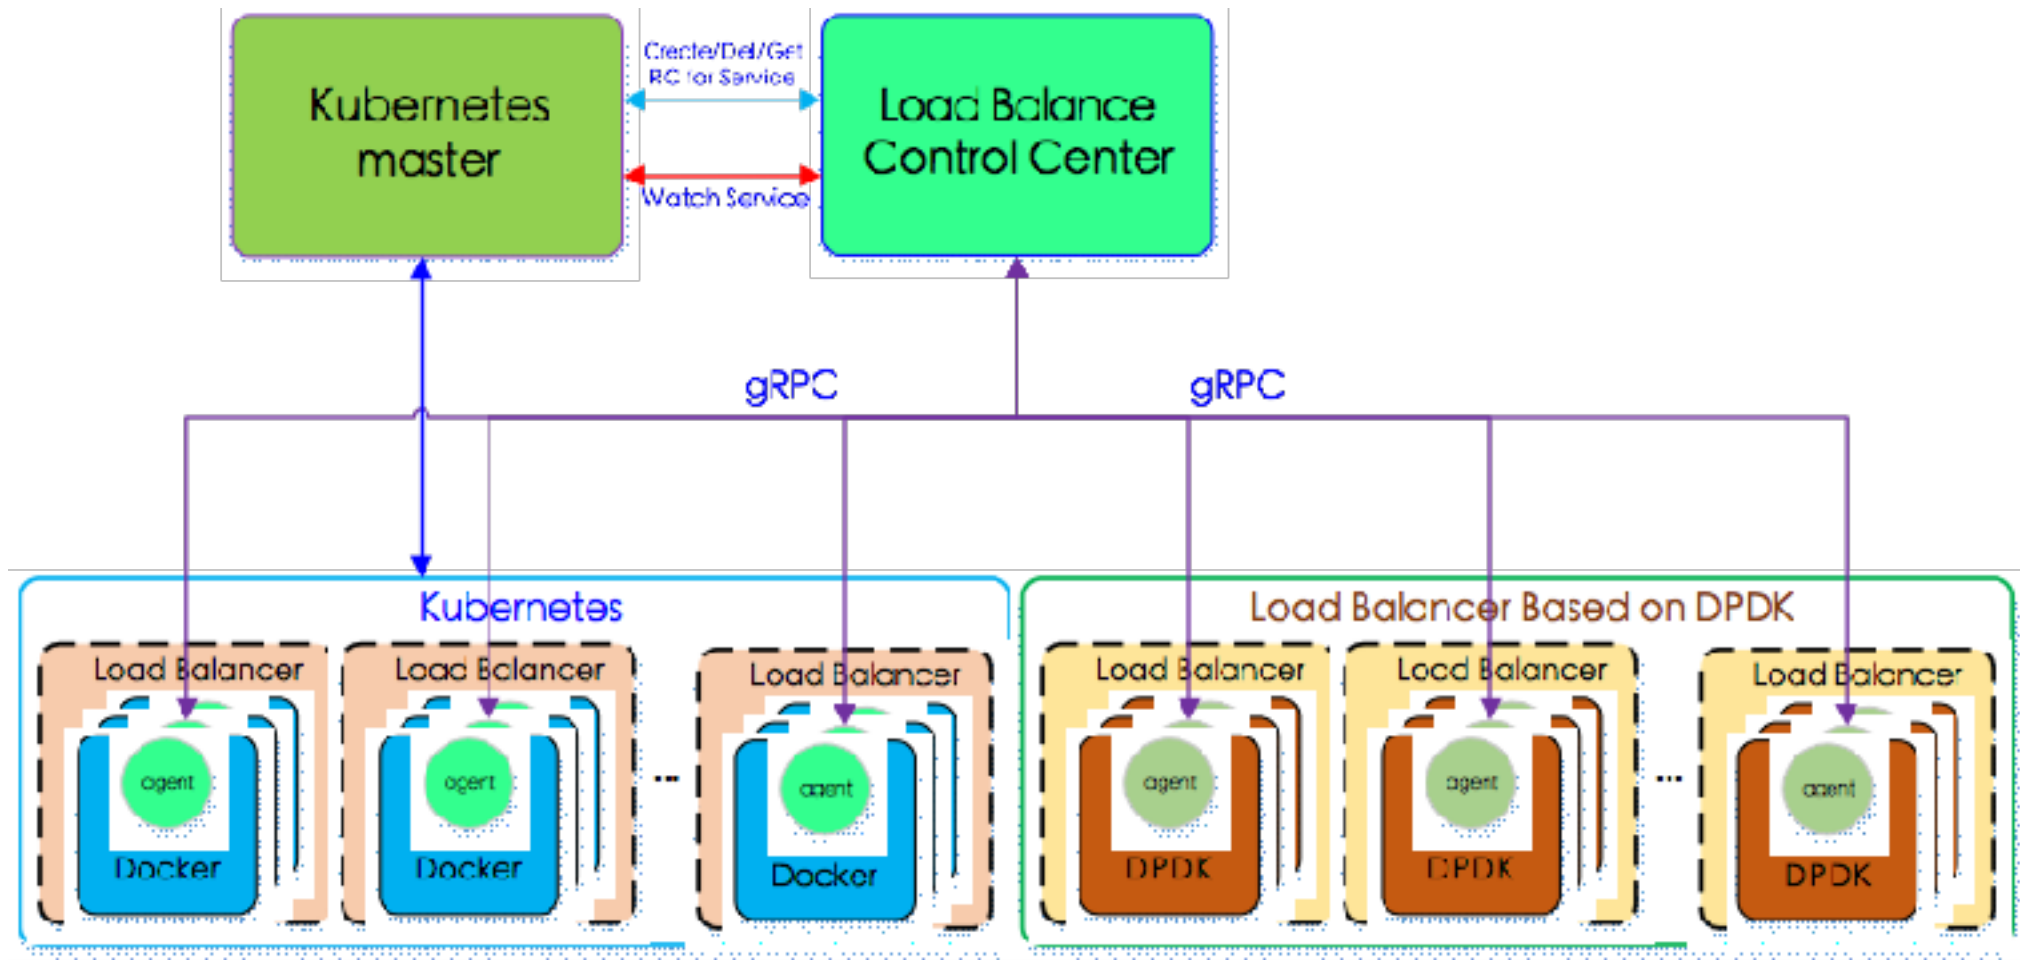 Create/Del/Get
RC for Service
Kubernetes
master
Load Balance
Control Center
Watch Service
gRPC
gRPC
Kubernetes
Load Balancer Based on DPDK
Load Balancer
Load Balancer
Load Balancer
Load Balancer
Load Balancer
Load Balancer
agent
agent
...
agent
agent
agent
...
agent
Docker
Docker
Docker
DPDK
DPDK
DPDK